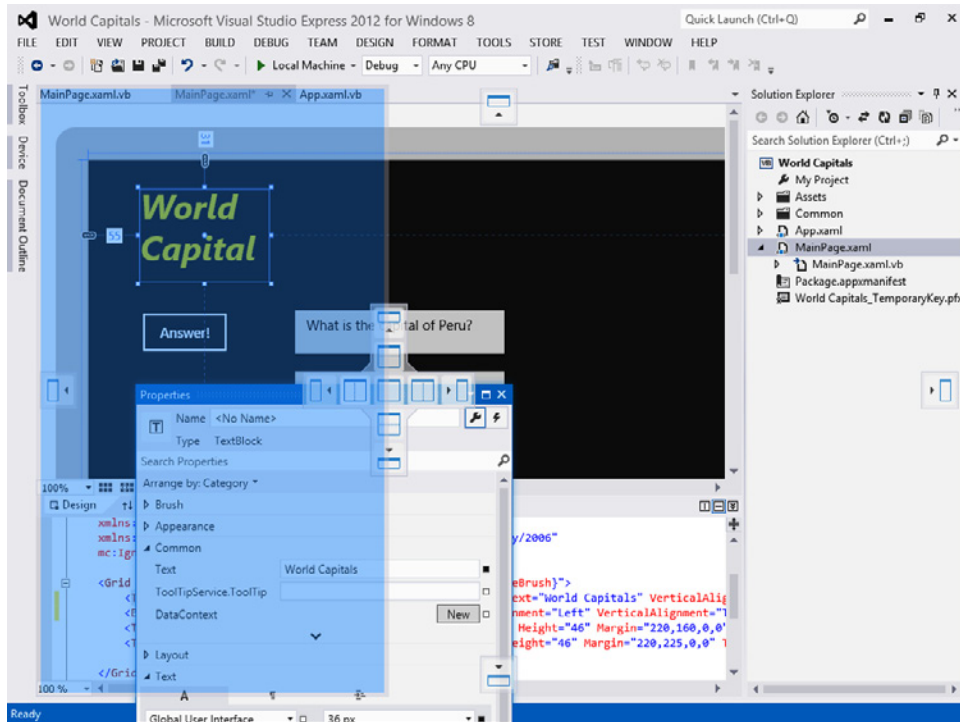 World Capitals - Microsoft Visual Studio Express 2012 for Windows 8
Quick Launch (Ctrl+Q)
FILE EDIT VIEW PROJECT BUILD DEBUG TEAM DESIGN FORMAT TOOLS STORE TEST WINDOW HELP
Local Machine Debug Any CPU
Toolbox
Device
Document Outline
MainPage.xaml.vb MainPage.xaml* App.xaml.vb
55
World
Capital
Answer!
What is the tal of Peru?
Properties
Name <No Name>
Type TextBlock
Search Properties
Arrange by: Category
Brush
Appearance
Common
Text World Capitals
ToolTipService.ToolTip
DataContext New
Layout
Text
Global User Interface 36 px
100%
Design
xmlns:
xmlns:
mc:Ign
<Grid
</Grid
y/2006"
eBrush}">
ext="World Capitals" VerticalAlig
nment="Left" VerticalAlignment="T
Height="46" Margin="220,160,0,0"
eight="46" Margin="220,225,0,0" T
100 %
Solution Explorer
Search Solution Explorer (Ctrl+;)
World Capitals
My Project
Assets
Common
App.xaml
MainPage.xaml
MainPage.xaml.vb
Package.appxmanifest
World Capitals_TemporaryKey.pfx
Ready